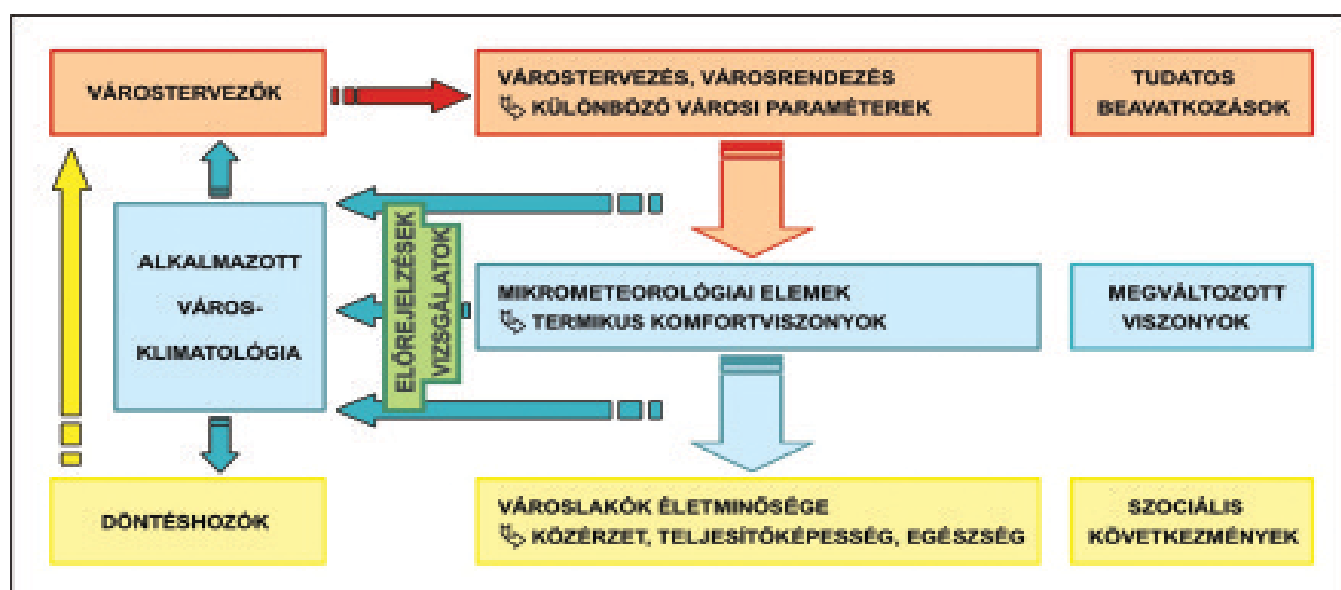 VÁROSTERVEZŐK
VÁROSTERVEZÉS, VÁROSRENDEZÉS
KÜLÖNBÖZŐ VÁROSI PARAMÉTEREK
TUDATOS
BEAVATKOZÁSOK
ALKALMAZOTT
VÁROS-
KLIMATOLÓGIA
ELŐREJELZÉSEK
VIZSGÁLATOK
MIKROMETEOROLÓGIAI ELEMEK
TERMIKUS KOMFORTVISZONYOK
MEGVÁLTOZOTT
VISZONYOK
DÖNTÉSHOZÓK
VÁROSLAKÓK ÉLETMINŐSÉGE
KÖZÉRZET, TELJESÍTŐKÉPESSÉG, EGÉSZSÉG
SZOCIÁLIS
KÖVETKEZMÉNYEK